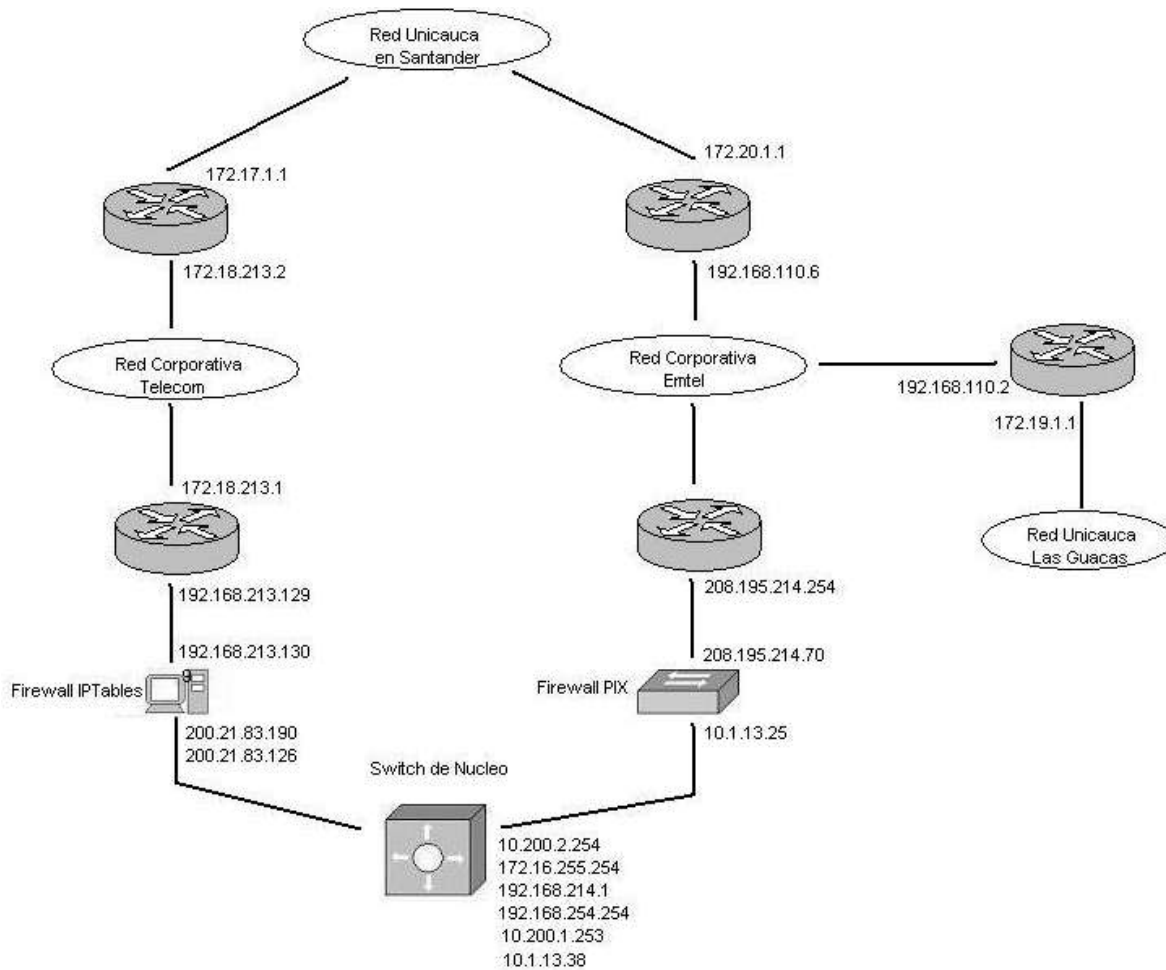 Red Unicauca
en Santander
172.20.1.1
172.17.1.1
172.18.213.2
192.168.110.6
Red Corporativa
Telecom
Red Corporativa
Emtel
192.168.110.2
172.19.1.1
172.18.213.1
Red Unicauca
Las Guacas
192.168.213.129
208.195.214.254
192.168.213.130
208.195.214.70
Firewall IPTables
Firewall PIX
200.21.83.190
200.21.83.126
10.1.13.25
Switch de Nucleo
10.200.2.254
172.16.255.254
192.168.214.1
192.168.254.254
10.200.1.253
10.1.13.38